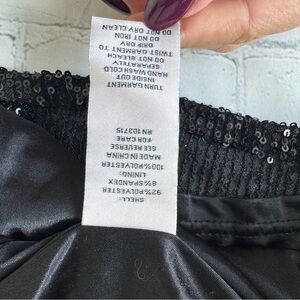 SHELL:
92%POLYESTER
8%SPANDEX
LINING:
100%POLYESTER
MADE IN CHINA
SEE REVERSE
FOR CARE
RN 103715
TURN GARMENT
INSIDE OUT
HAND WASH COLD
SEPARATELY
DO NOT BLEACH
TWIST GARMENT
DRIP DRY
DO NOT IRON
DO NOT DRY CLEAN